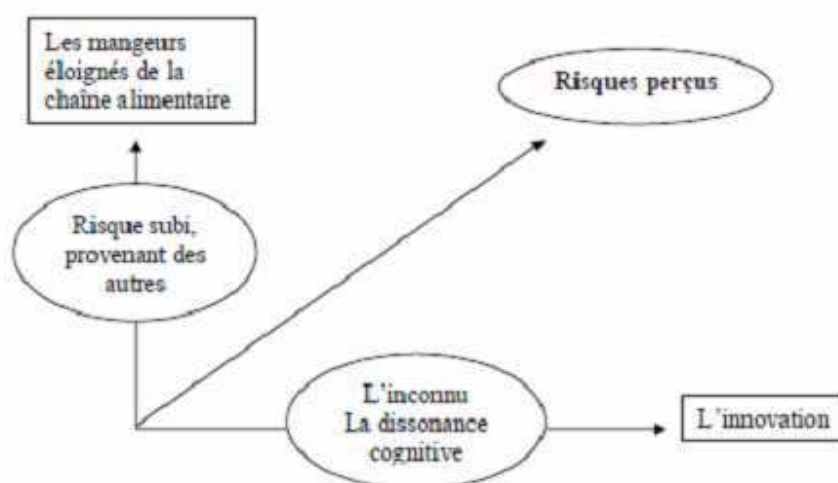 Les mangeurs
éloignés de la
chaîne alimentaire
Risques perçus
Risque subi,
provenant des
autres
L'inconnu
La dissonance
cognitive
L'innovation